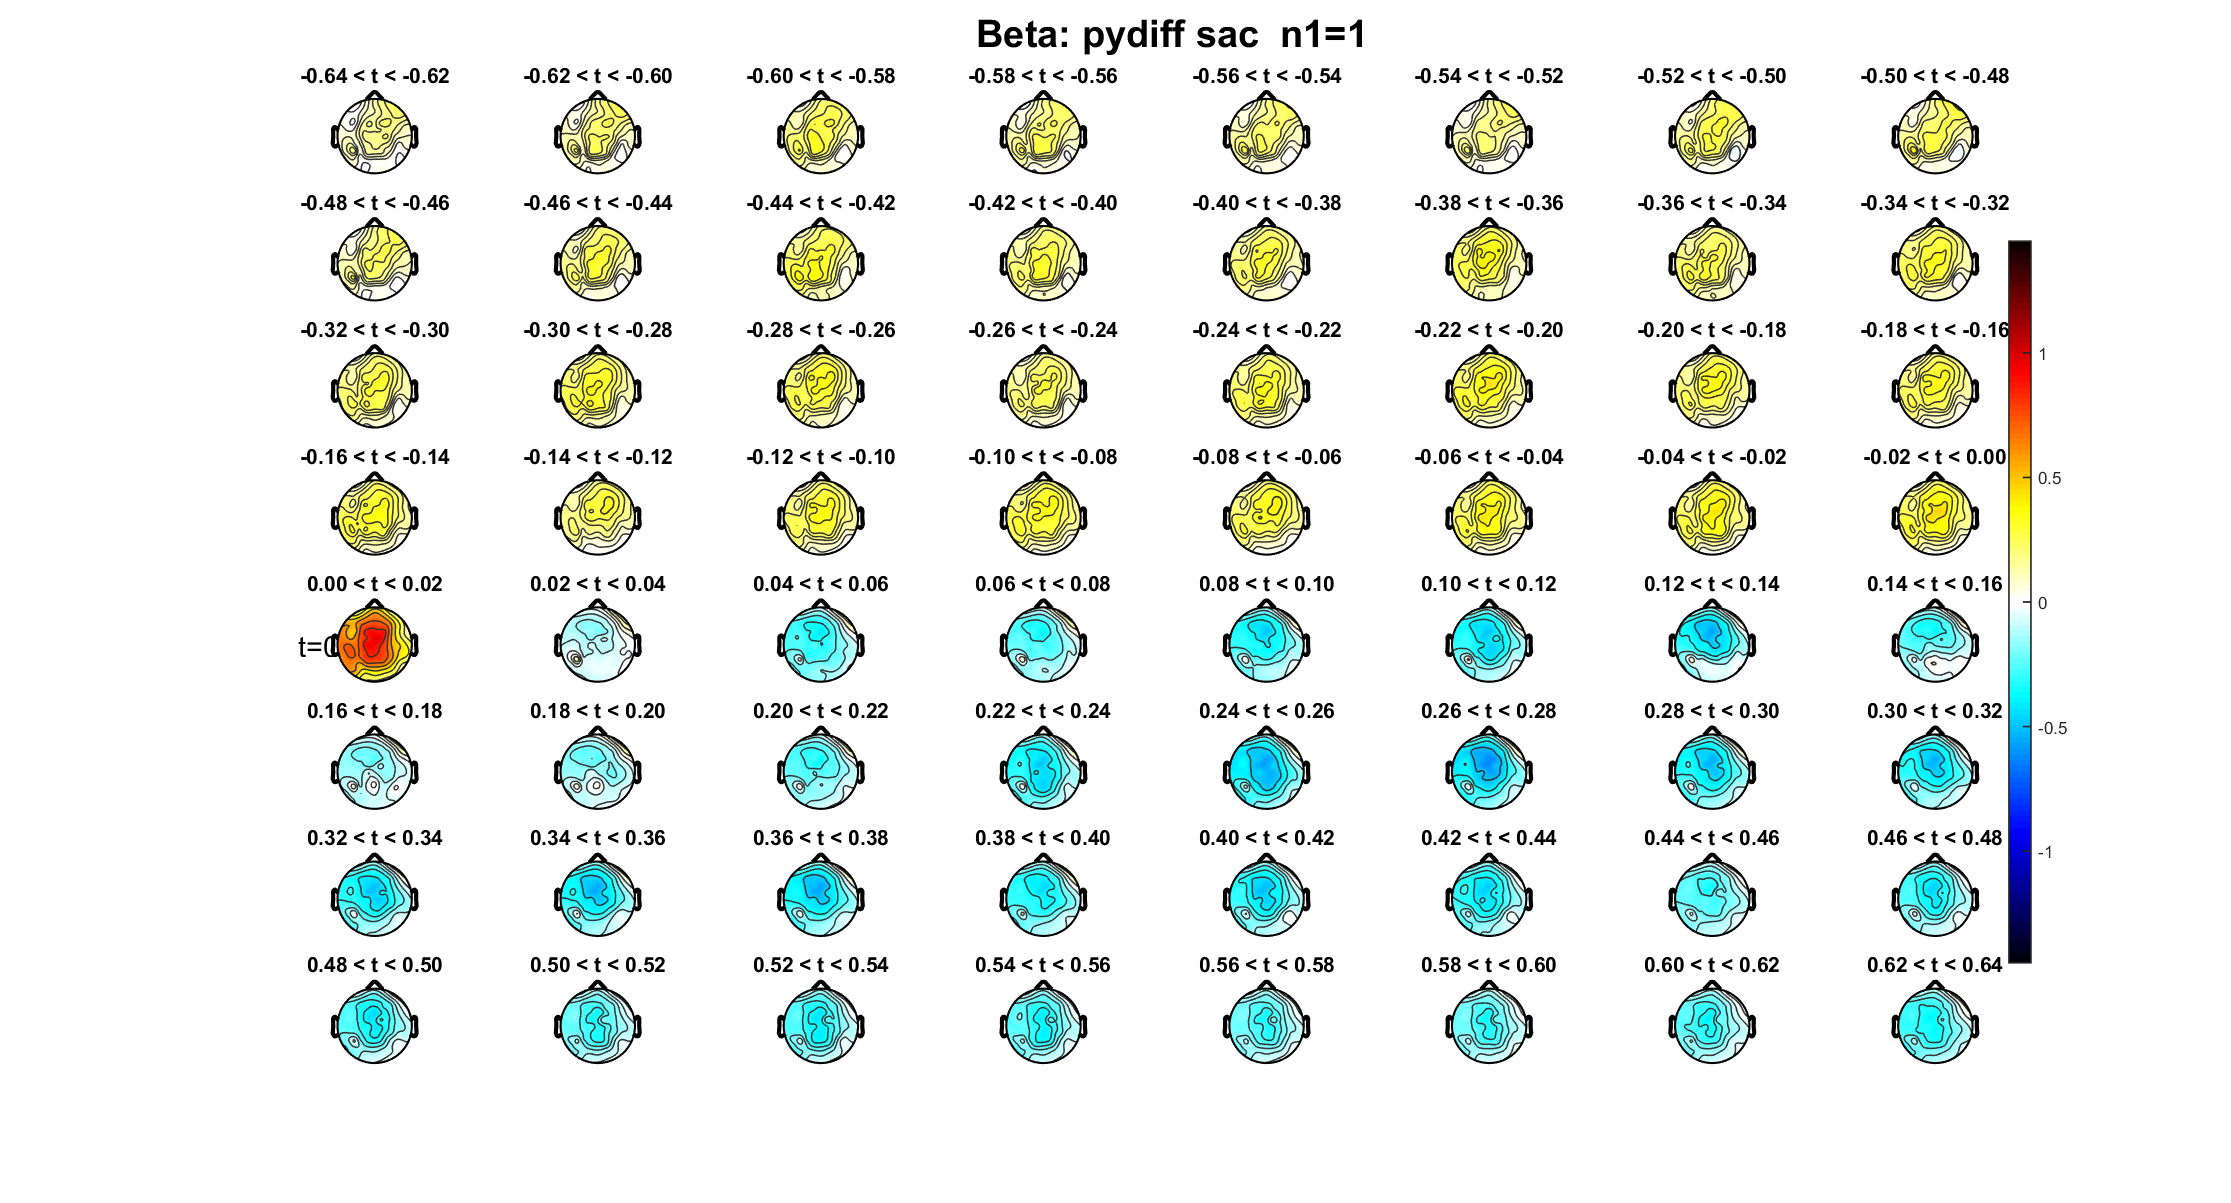 Beta: pydiff sac  n1=1
-0.64 < t < -0.62 -0.62 < t < -0.60 -0.60 < t < -0.58 -0.58 < t < -0.56 -0.56 < t < -0.54 -0.54 < t < -0.52 -0.52 < t < -0.50 -0.50 < t < -0.48
-0.48 < t < -0.46 -0.46 < t < -0.44 -0.44 < t < -0.42 -0.42 < t < -0.40 -0.40 < t < -0.38 -0.38 < t < -0.36 -0.36 < t < -0.34 -0.34 < t < -0.32
-0.32 < t < -0.30 -0.30 < t < -0.28 -0.28 < t < -0.26 -0.26 < t < -0.24 -0.24 < t < -0.22 -0.22 < t < -0.20 -0.20 < t < -0.18 -0.18 < t < -0.16
1
-0.16 < t < -0.14 -0.14 < t < -0.12 -0.12 < t < -0.10 -0.10 < t < -0.08 -0.08 < t < -0.06 -0.06 < t < -0.04 -0.04 < t < -0.02 -0.02 < t < 0.00
0.5
0.00 < t < 0.02 0.02 < t < 0.04 0.04 < t < 0.06 0.06 < t < 0.08 0.08 < t < 0.10 0.10 < t < 0.12 0.12 < t < 0.14 0.14 < t < 0.16
0
t=0
0.16 < t < 0.18 0.18 < t < 0.20 0.20 < t < 0.22 0.22 < t < 0.24 0.24 < t < 0.26 0.26 < t < 0.28 0.28 < t < 0.30 0.30 < t < 0.32
-0.5
0.32 < t < 0.34 0.34 < t < 0.36 0.36 < t < 0.38 0.38 < t < 0.40 0.40 < t < 0.42 0.42 < t < 0.44 0.44 < t < 0.46 0.46 < t < 0.48
-1
0.48 < t < 0.50 0.50 < t < 0.52 0.52 < t < 0.54 0.54 < t < 0.56 0.56 < t < 0.58 0.58 < t < 0.60 0.60 < t < 0.62 0.62 < t < 0.64